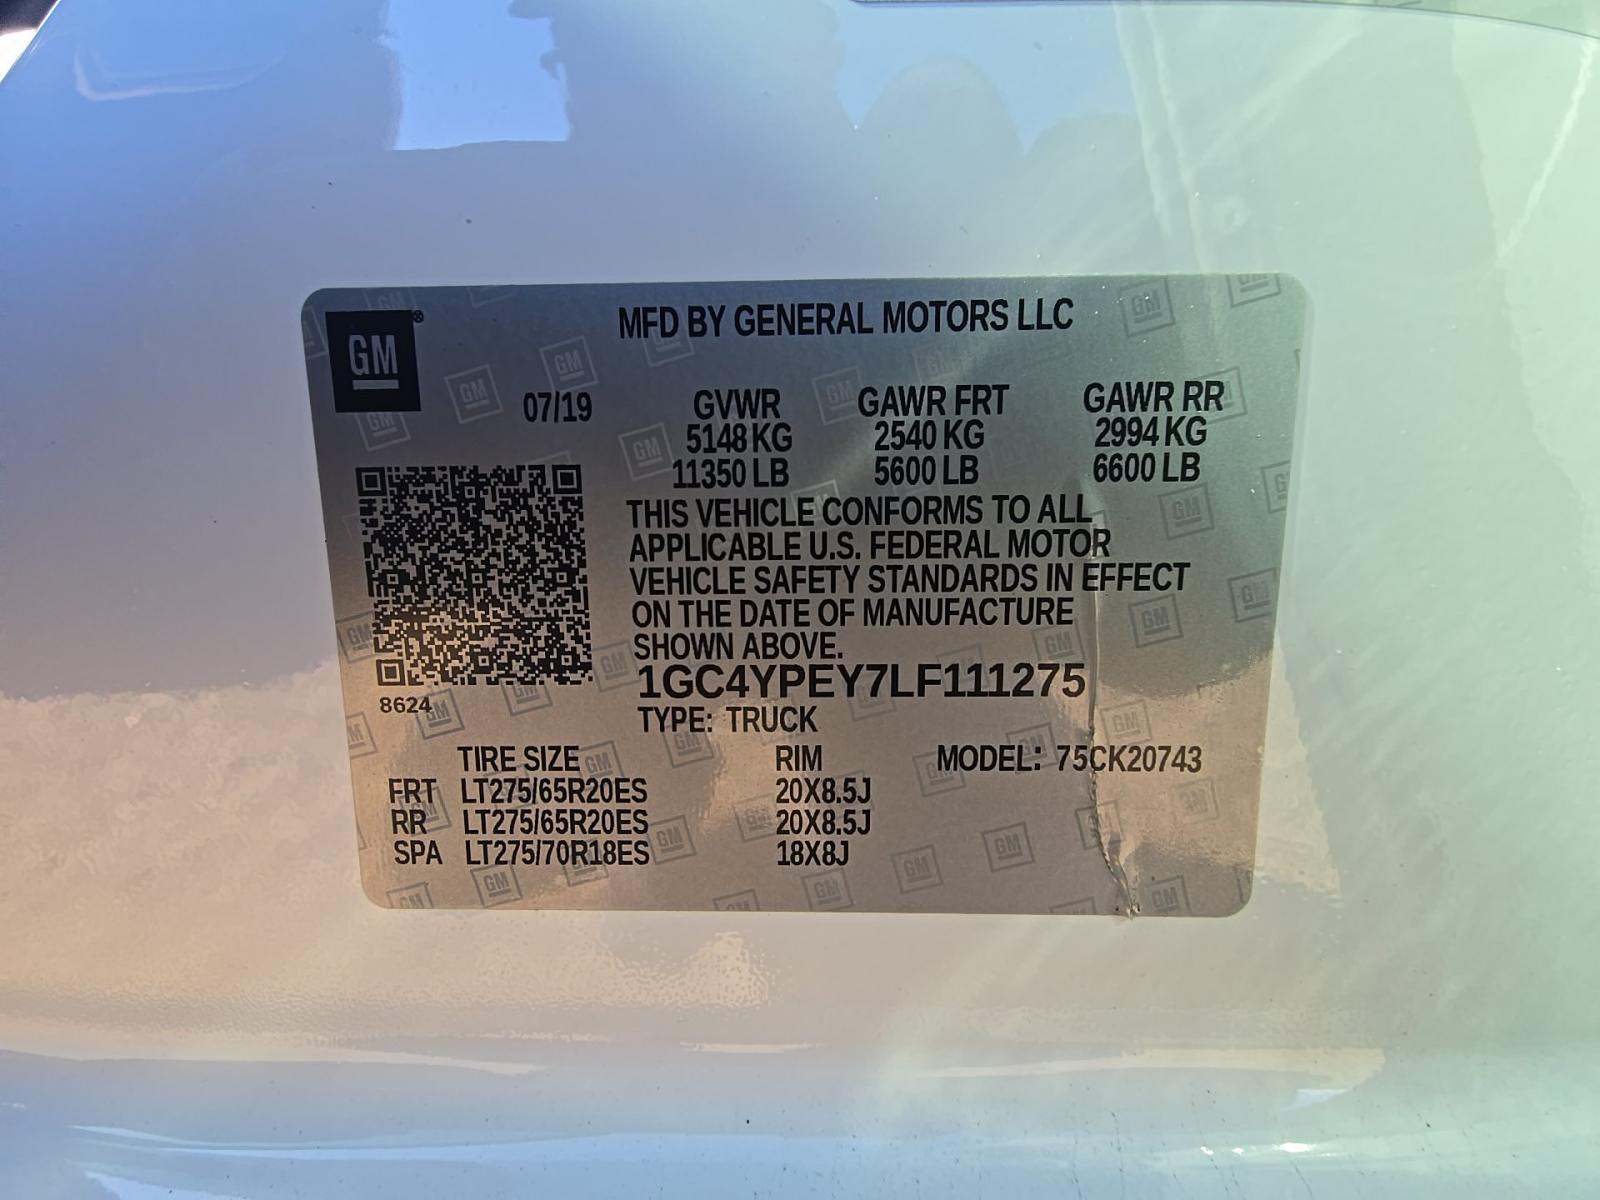 GM®
MFD BY GENERAL MOTORS LLC
07/19 GVWR GAWR FRT GAWR RR
5148 KG 2540 KG 2994 KG
11350 LB 5600 LB 6600 LB
THIS VEHICLE CONFORMS TO ALL
APPLICABLE U.S. FEDERAL MOTOR
VEHICLE SAFETY STANDARDS IN EFFECT
ON THE DATE OF MANUFACTURE
SHOWN ABOVE.
8624
1GC4YPEY7LF111275
TYPE: TRUCK
TIRE SIZE RIM MODEL: 75CK20743
FRT LT275/65R20ES 20X8.5J
RR LT275/65R20ES 20X8.5J
SPA LT275/70R18ES 18X8J